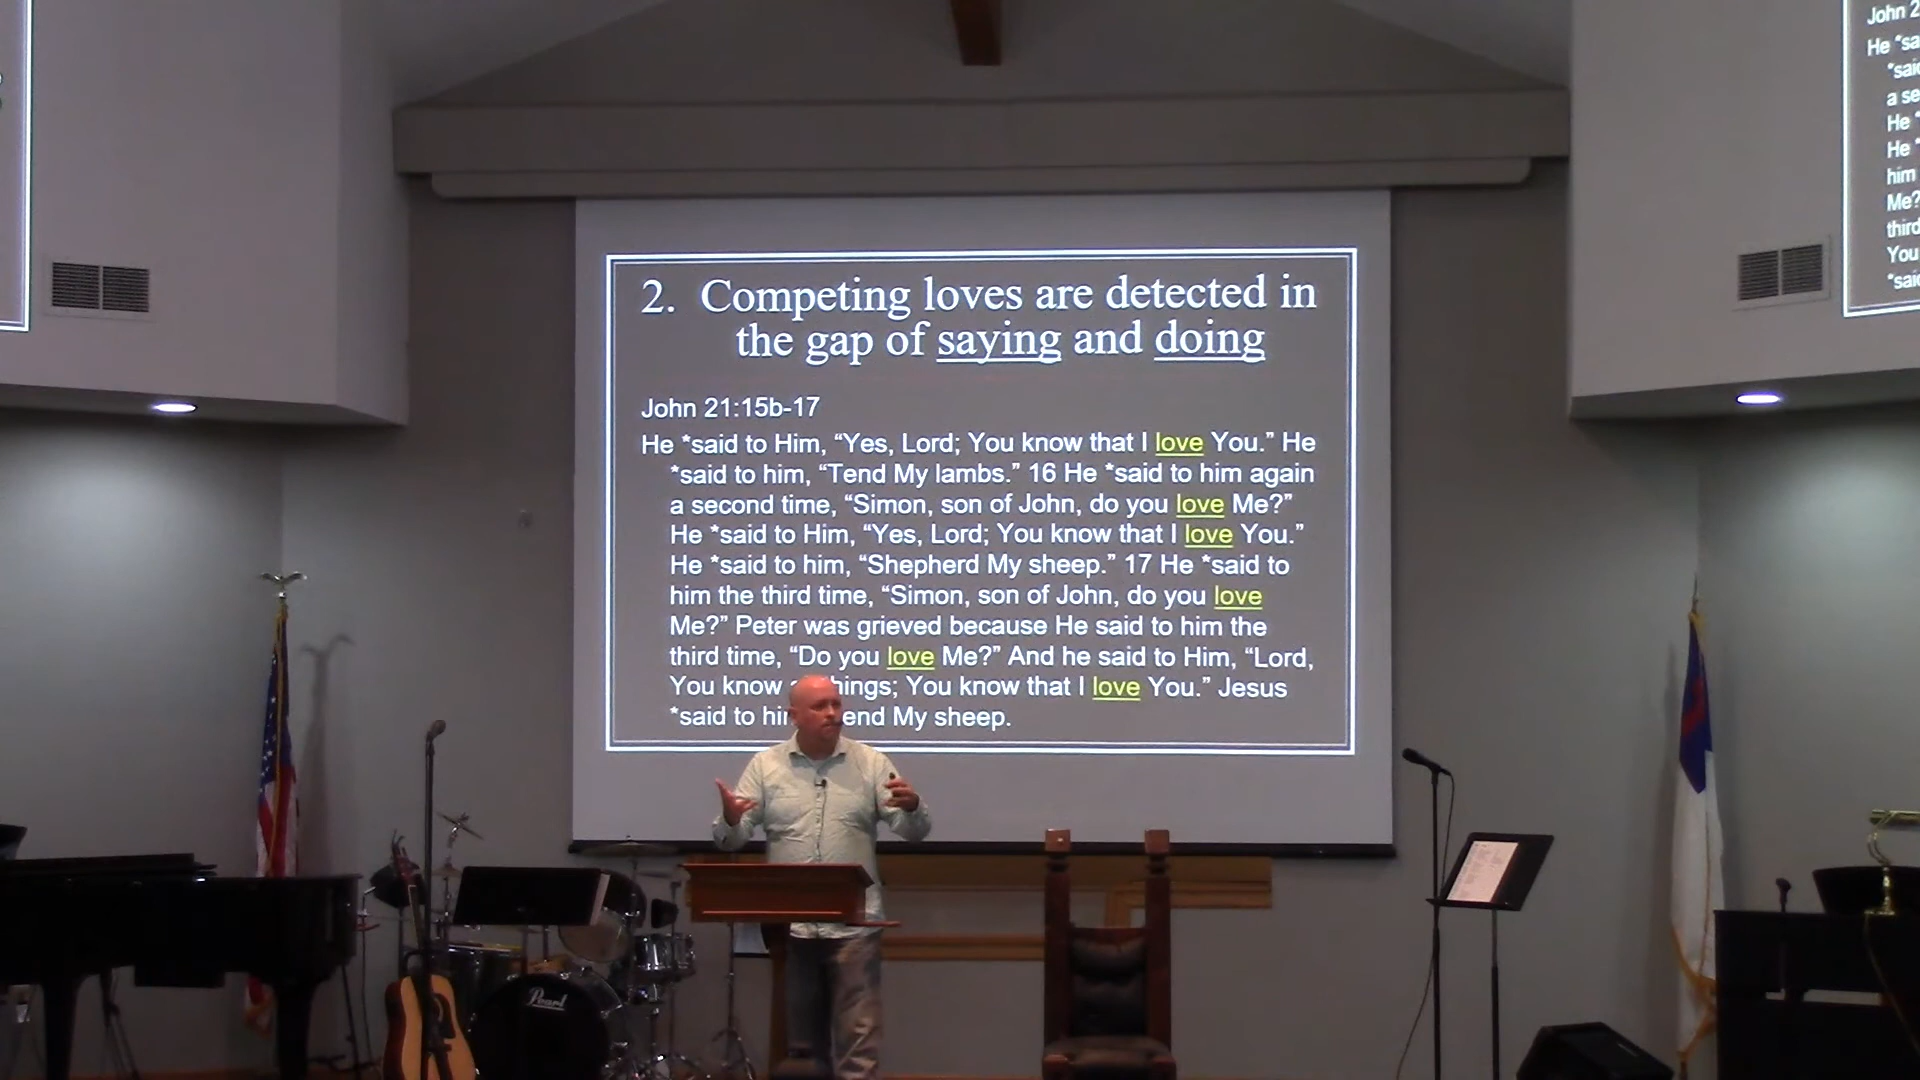 2. Competing loves are detected in
the gap of saying and doing
John 21:15b-17
He *said to Him, “Yes, Lord; You know that I love You.” He
*said to him, “Tend My lambs.” 16 He *said to him again
a second time, “Simon, son of John, do you love Me?”
He *said to Him, “Yes, Lord; You know that I love You.”
He *said to him, “Shepherd My sheep.” 17 He *said to
him the third time, “Simon, son of John, do you love
Me?” Peter was grieved because He said to him the
third time, “Do you love Me?” And he said to Him, “Lord,
You know things; You know that I love You.” Jesus
*said to end My sheep.
John 2
He *sa
*said
a se
He *
He *
him
Me?
third
You
*said
Pearl